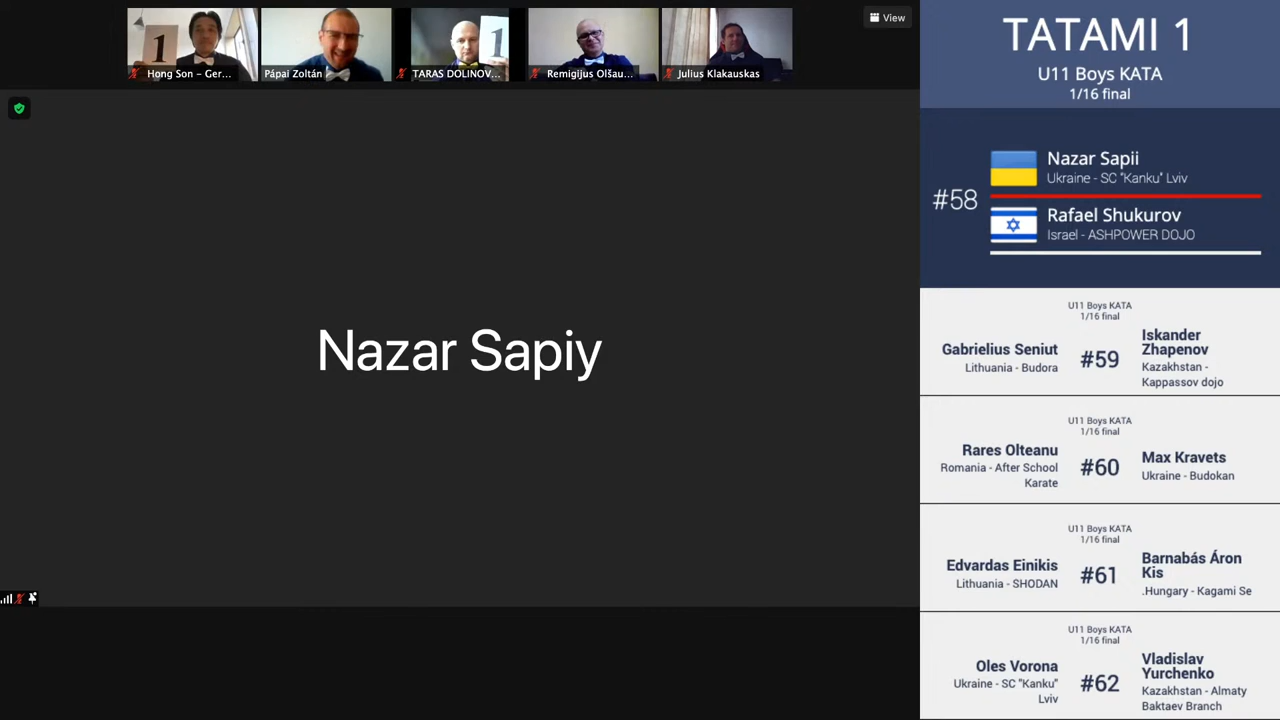 1
1
Hong Son – Ger...
Pápai Zoltán
TARAS DOLINOV...
Remigijus Olšau...
Julius Klakauskas
View
Nazar Sapiy
TATAMI 1
U11 Boys KATA
1/16 final
#58
Nazar Sapii
Ukraine - SC "Kanku" Lviv
Rafael Shukurov
Israel - ASHPOWER DOJO
U11 Boys KATA
1/16 final
Gabrielius Seniut
Lithuania - Budora
#59
Iskander
Zhapenov
Kazakhstan -
Kappassov dojo
U11 Boys KATA
1/16 final
Rares Olteanu
Romania - After School
Karate
#60
Max Kravets
Ukraine - Budokan
U11 Boys KATA
1/16 final
Edvardas Einikis
Lithuania - SHODAN
#61
Barnabás Áron
Kis
.Hungary - Kagami Se
U11 Boys KATA
1/16 final
Oles Vorona
Ukraine - SC "Kanku"
Lviv
#62
Vladislav
Yurchenko
Kazakhstan - Almaty
Baktaev Branch